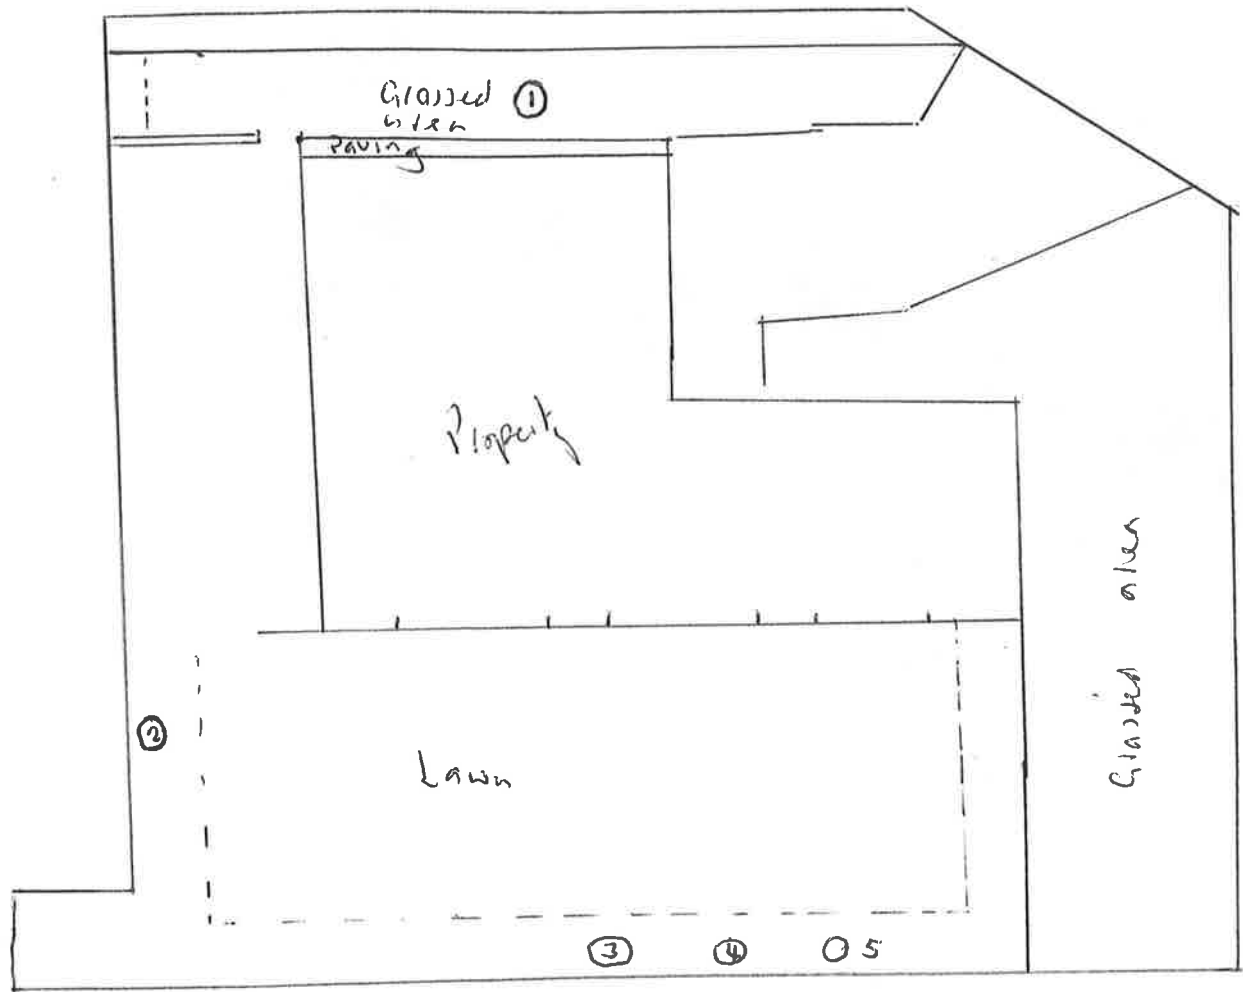 Grassed ①
area
Paving
Property
Grassed area
②
Lawn
③ ④ 5